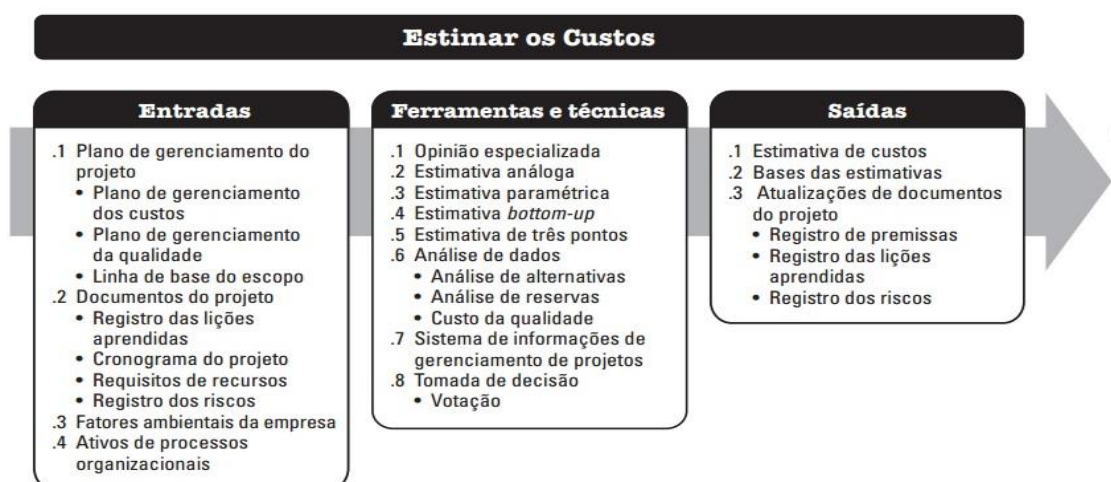 Estimar os Custos
Entradas
.1 Plano de gerenciamento do
projeto
• Plano de gerenciamento
dos custos
• Plano de gerenciamento
da qualidade
• Linha de base do escopo
.2 Documentos do projeto
• Registro das lições
aprendidas
• Cronograma do projeto
• Requisitos de recursos
• Registro dos riscos
.3 Fatores ambientais da empresa
.4 Ativos de processos
organizacionais
Ferramentas e técnicas
.1 Opinião especializada
.2 Estimativa análoga
.3 Estimativa paramétrica
.4 Estimativa bottom-up
.5 Estimativa de três pontos
.6 Análise de dados
• Análise de alternativas
• Análise de reservas
• Custo da qualidade
.7 Sistema de informações de
gerenciamento de projetos
.8 Tomada de decisão
• Votação
Saídas
.1 Estimativa de custos
.2 Bases das estimativas
.3 Atualizações de documentos
do projeto
• Registro de premissas
• Registro das lições
aprendidas
• Registro dos riscos